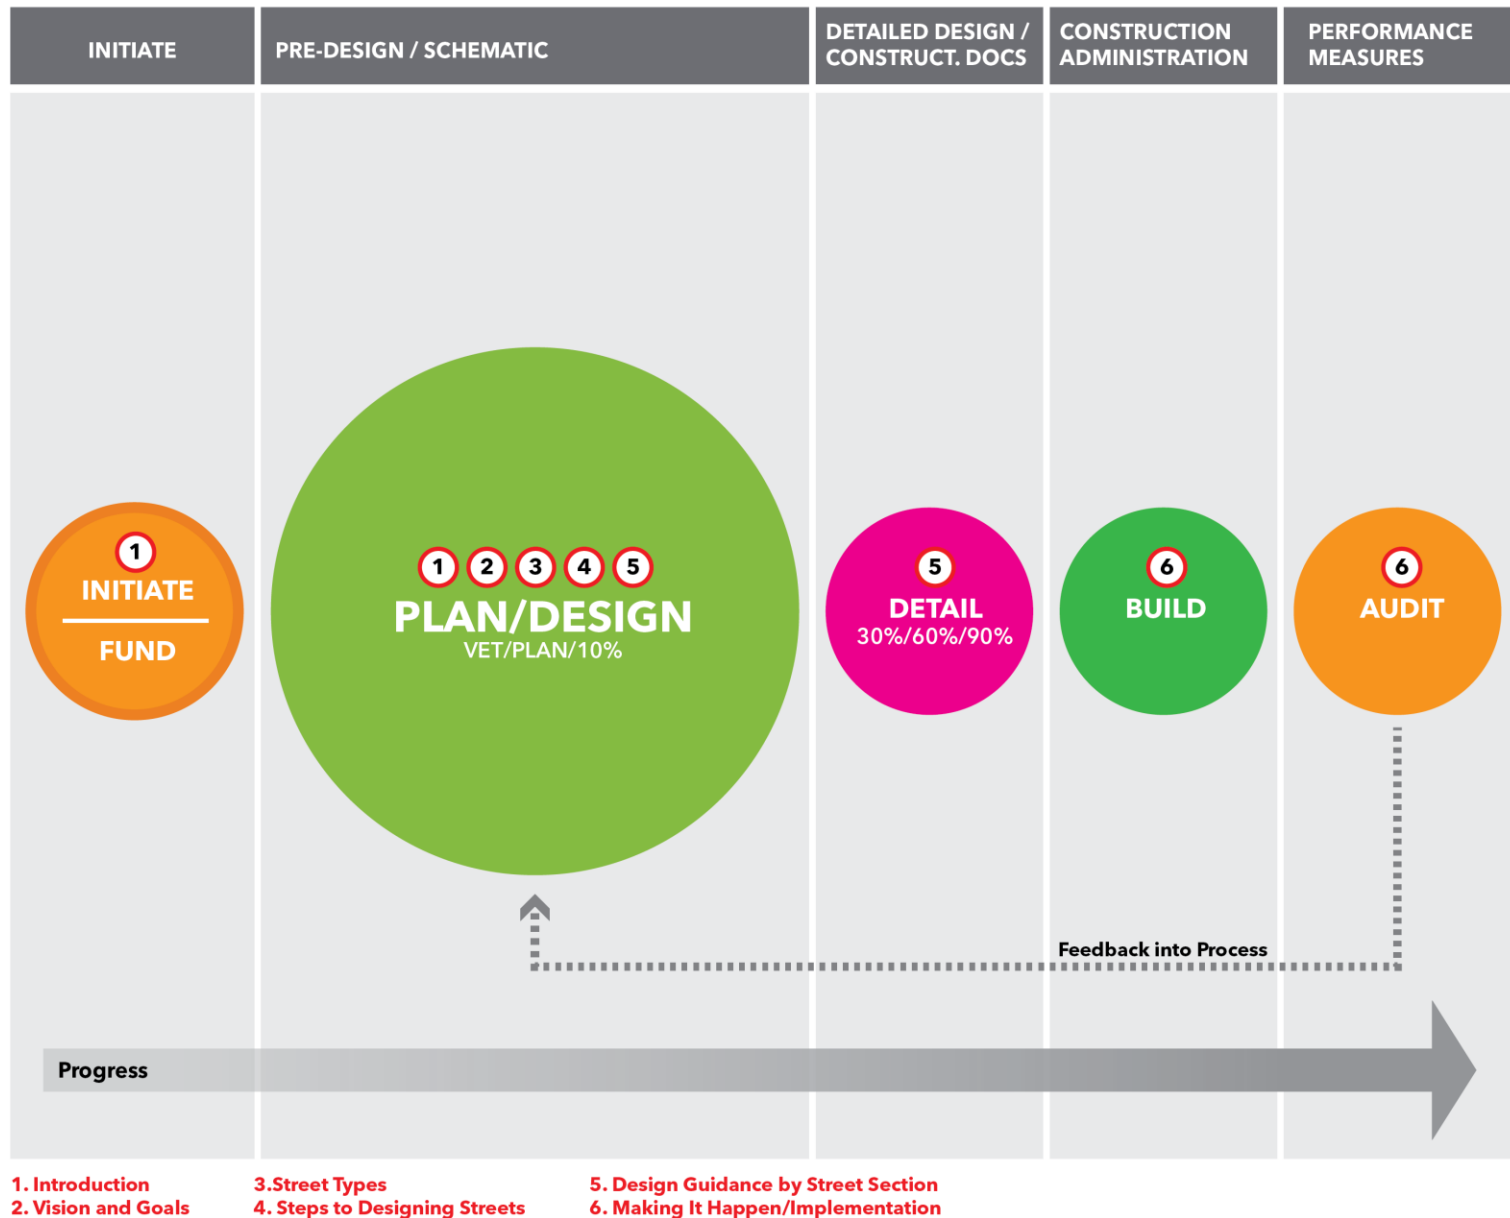 INITIATE
PRE-DESIGN / SCHEMATIC
DETAILED DESIGN /
CONSTRUCT. DOCS
CONSTRUCTION
ADMINISTRATION
PERFORMANCE
MEASURES
1
INITIATE
FUND
1 2 3 4 5
PLAN/DESIGN
VET/PLAN/10%
5
DETAIL
30%/60%/90%
6
BUILD
6
AUDIT
Feedback into Process
Progress
1. Introduction
2. Vision and Goals
3.Street Types
4. Steps to Designing Streets
5. Design Guidance by Street Section
6. Making It Happen/Implementation